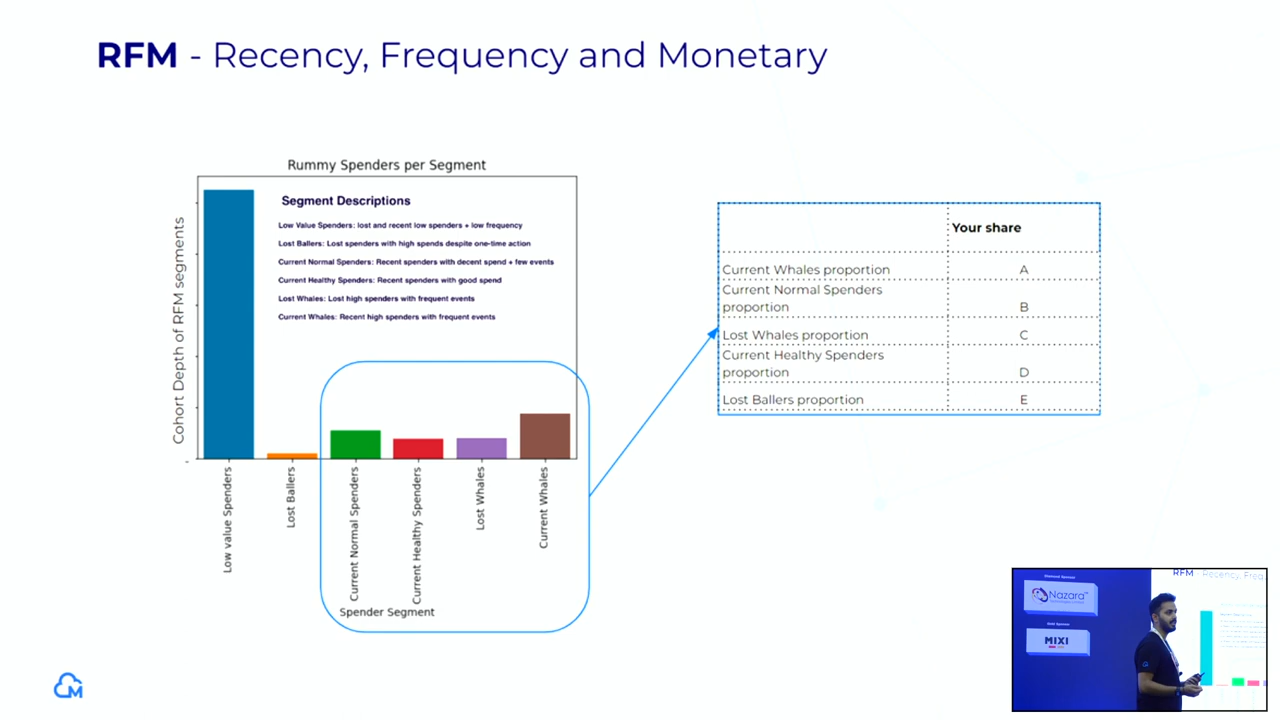 RFM - Recency, Frequency and Monetary
Rummy Spenders per Segment
Cohort Depth of RFM segments
Segment Descriptions
Low Value Spenders: lost and recent low spenders + low frequency
Lost Ballers: Lost spenders with high spends despite one-time action
Current Normal Spenders: Recent spenders with decent spend + few events
Current Healthy Spenders: Recent spenders with good spend
Lost Whales: Lost high spenders with frequent events
Current Whales: Recent high spenders with frequent events
Low value Spenders
Lost Ballers
Current Normal Spenders
Current Healthy Spenders
Lost Whales
Current Whales
Spender Segment
Your share
Current Whales proportion A
Current Normal Spenders
proportion B
Lost Whales proportion C
Current Healthy Spenders
proportion D
Lost Ballers proportion E
M
Nazara
MIXI
RFM - Recency, Freq